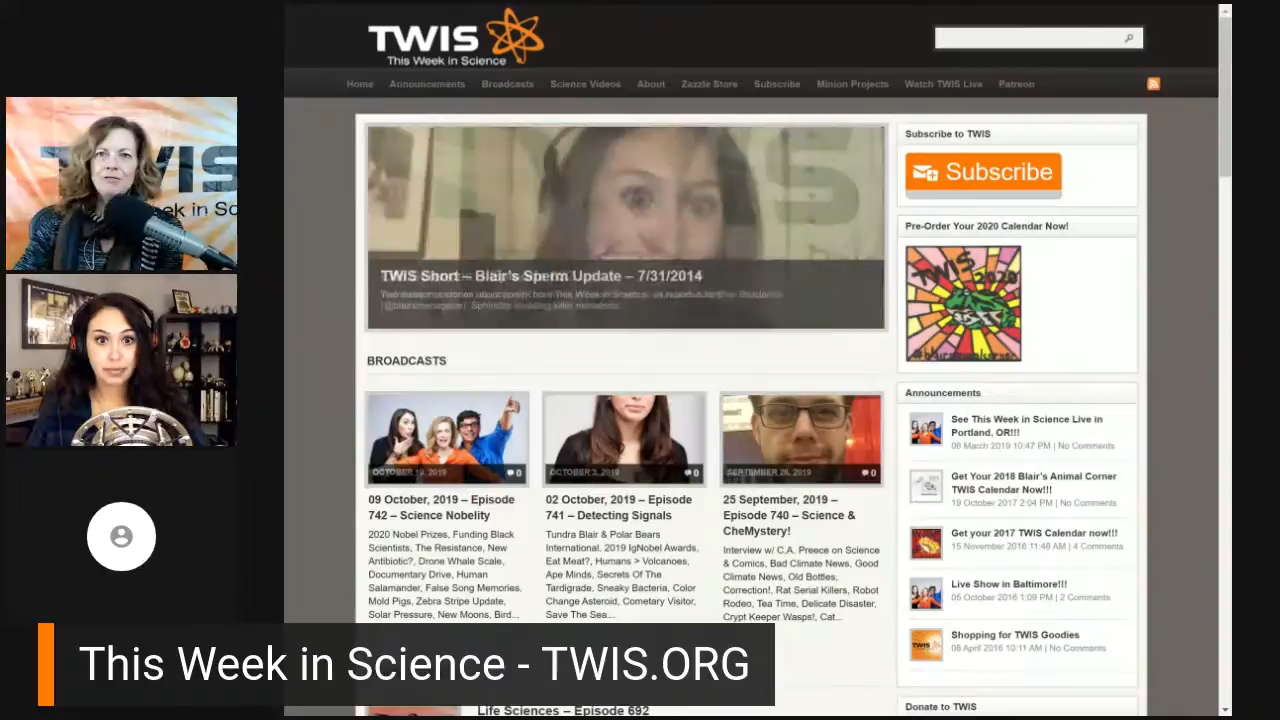 TWIS
This Week in Science
Home Announcements Broadcasts Science Videos About Zazzle Store Subscribe Minion Projects Watch TWIS Live Patreon
TWIS Short – Blair's Sperm Update – 7/31/2014
BROADCASTS
OCTOBER 10, 2019
0
09 October, 2019 – Episode
742 – Science Nobelity
2020 Nobel Prizes, Funding Black
Scientists, The Resistance, New
Antibiotic?, Drone Whale Scale,
Documentary Drive, Human
Salamander, False Song Memories,
Mold Pigs, Zebra Stripe Update,
Solar Pressure, New Moons, Bird...
OCTOBER 3, 2019
0
02 October, 2019 – Episode
741 – Detecting Signals
Tundra Blair & Polar Bears
International, 2019 IgNobel Awards,
Eat Meat?, Humans > Volcanoes,
Ape Minds, Secrets Of The
Tardigrade, Sneaky Bacteria, Color
Change Asteroid, Cometary Visitor,
Save The Sea...
SEPTEMBER 26, 2019
0
25 September, 2019 –
Episode 740 – Science &
CheMystery!
Interview w/ C.A. Preece on Science
& Comics, Bad Climate News, Good
Climate News, Old Bottles,
Correction!, Rat Serial Killers, Robot
Rodeo, Tea Time, Delicate Disaster,
Crypt Keeper Wasps!, Cat...
Life Sciences – Episode 692
Subscribe to TWIS
Subscribe
Pre-Order Your 2020 Calendar Now!
TWIS
2020
Announcements
See This Week in Science Live in
Portland, OR!!!
06 March 2019 10:47 PM | No Comments
Get Your 2018 Blair's Animal Corner
TWIS Calendar Now!!!
19 October 2017 2:04 PM | No Comments
Get your 2017 TWIS Calendar now!!!
15 November 2016 11:48 AM | 4 Comments
Live Show in Baltimore!!!
05 October 2016 1:09 PM | 2 Comments
Shopping for TWIS Goodies
08 April 2016 10:11 AM | No Comments
Donate to TWIS
This Week in Science - TWIS.ORG